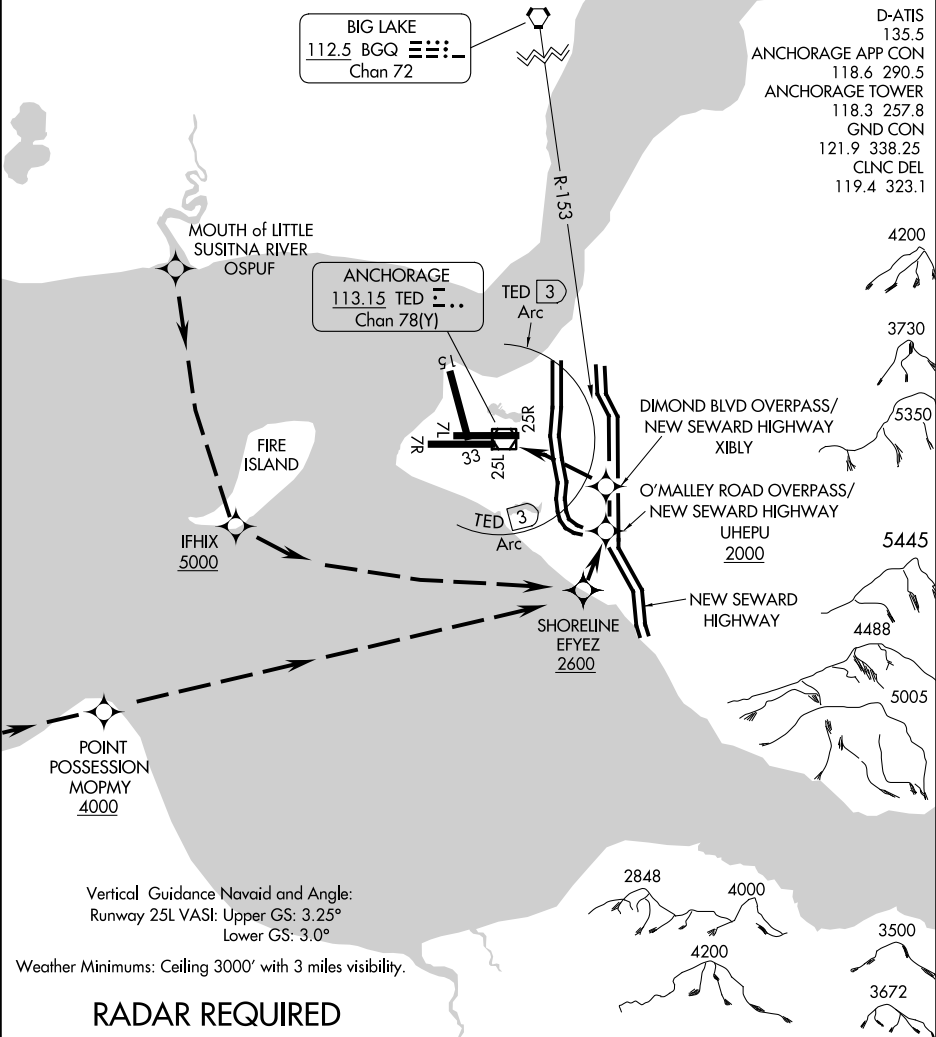 BIG LAKE
112.5 BGQ
Chan 72
D-ATIS
135.5
ANCHORAGE APP CON
118.6 290.5
ANCHORAGE TOWER
118.3 257.8
GND CON
121.9 338.25
CLNC DEL
119.4 323.1
R-153
MOUTH of LITTLE
SUSITNA RIVER
OSPUF
ANCHORAGE
113.15 TED
Chan 78(Y)
TED 3
Arc
4200
3730
5350
15
7L
7R
33
25R
25L
DIMOND BLVD OVERPASS/
NEW SEWARD HIGHWAY
XIBLY
FIRE
ISLAND
O'MALLEY ROAD OVERPASS/
NEW SEWARD HIGHWAY
UHEPU
2000
TED 3
Arc
IFHIX
5000
5445
NEW SEWARD
HIGHWAY
SHORELINE
EFYEZ
2600
4488
5005
POINT
POSSESSION
MOPMY
4000
Vertical Guidance Navaid and Angle:
Runway 25L VASI: Upper GS: 3.25°
Lower GS: 3.0°
Weather Minimums: Ceiling 3000' with 3 miles visibility.
RADAR REQUIRED
2848
4000
4200
3500
3672